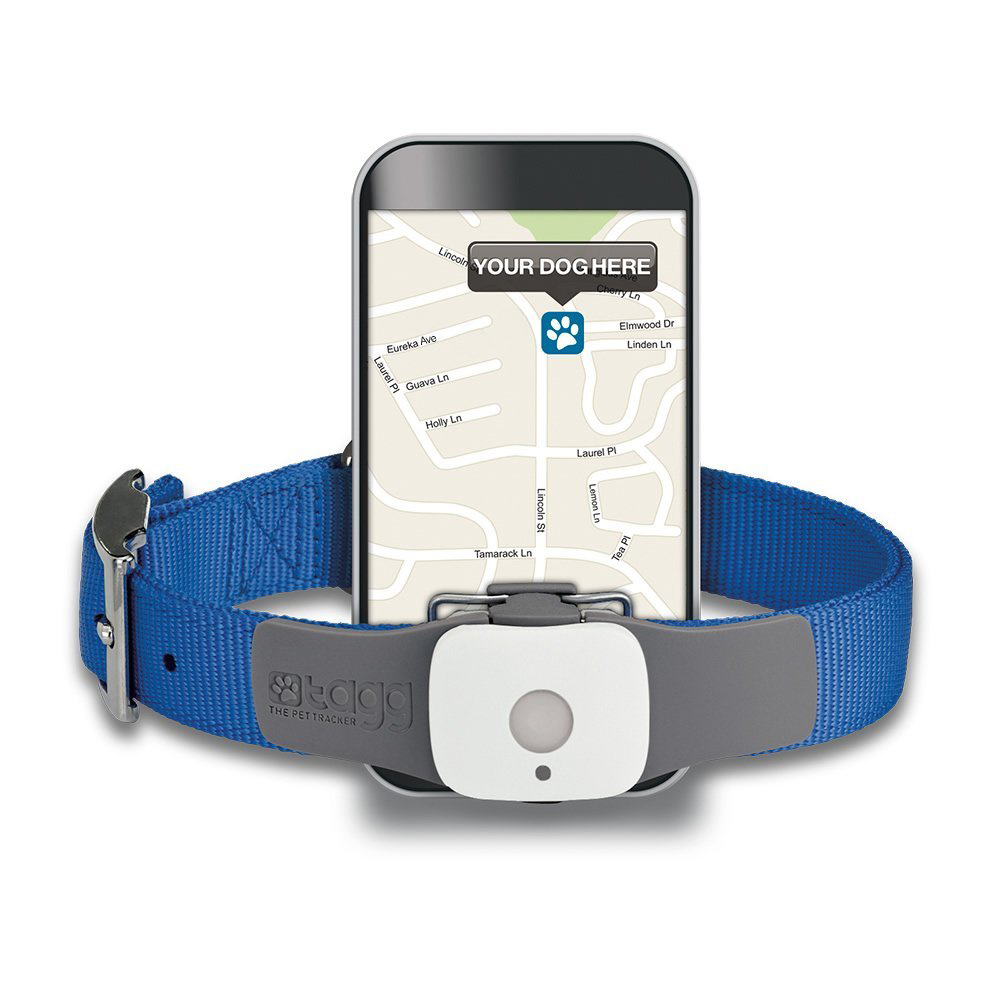 Lincoln S
YOUR DOG HERE
Cherry Ln
Elmwood Dr
Linden Ln
Eureka Ave
Laurel Pl
Guava Ln
Holly Ln
Laurel Pl
Lemon Ln
Lincoln St
Tea Pl
Tamarack Ln
tagg
THE PET TRACKER